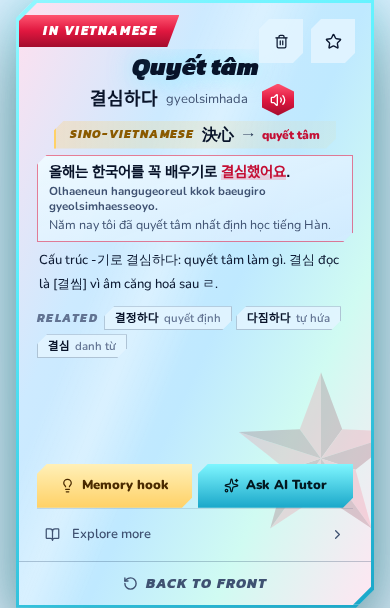 IN VIETNAMESE
Quyết tâm
결심하다 gyeolsimhada
SINO-VIETNAMESE 決心 → quyết tâm
올해는 한국어를 꼭 배우기로 결심했어요.
Olhaeneun hangugeoreul kkok baeugiro
gyeolsimhaesseoyo.
Năm nay tôi đã quyết tâm nhất định học tiếng Hàn.
Cấu trúc -기로 결심하다: quyết tâm làm gì. 결심 đọc
là [결씸] vì âm căng hoá sau ㄹ.
RELATED 결정하다 quyết định 다짐하다 tự hứa
결심 danh từ
Memory hook Ask AI Tutor
Explore more
BACK TO FRONT